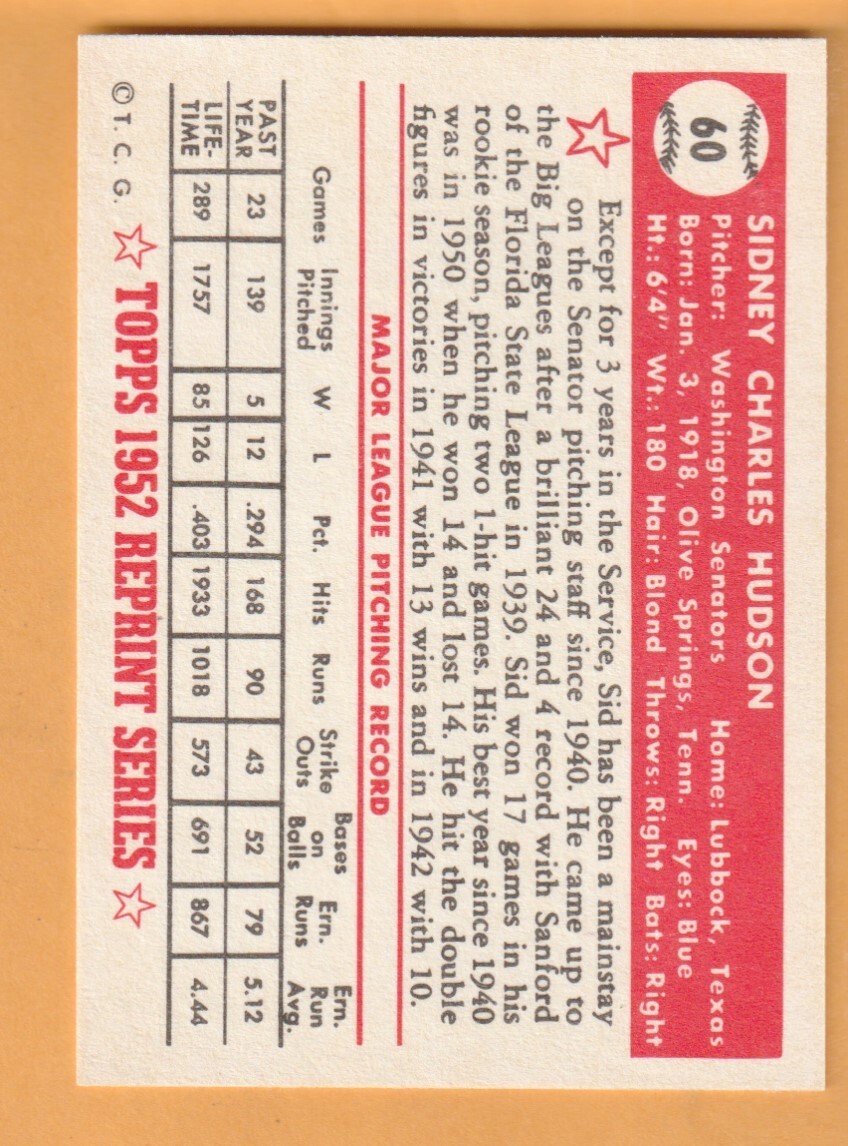 60
SIDNEY CHARLES HUDSON
Pitcher: Washington Senators Home: Lubbock, Texas
Born: Jan. 3, 1918, Olive Springs, Tenn. Eyes: Blue
Ht.: 6'4" Wt.: 180 Hair: Blond Throws: Right Bats: Right
Except for 3 years in the Service, Sid has been a mainstay
on the Senator pitching staff since 1940. He came up to
the Big Leagues after a brilliant 24 and 4 record with Sanford
of the Florida State League in 1939. Sid won 17 games in his
rookie season, pitching two 1-hit games. His best year since 1940
was in 1950 when he won 14 and lost 14. He hit the double
figures in victories in 1941 with 13 wins and in 1942 with 10.
MAJOR LEAGUE PITCHING RECORD
Games Innings Pitched W L Pct. Hits Runs Strike Outs Bases on Balls Ern. Runs Ern. Run Avg.
PAST YEAR 23 139 5 12 .294 168 90 43 52 79 5.12
LIFE-TIME 289 1757 85 126 .403 1933 1018 573 691 867 4.44
© T. C. G. ☆ TOPPS 1952 REPRINT SERIES ☆